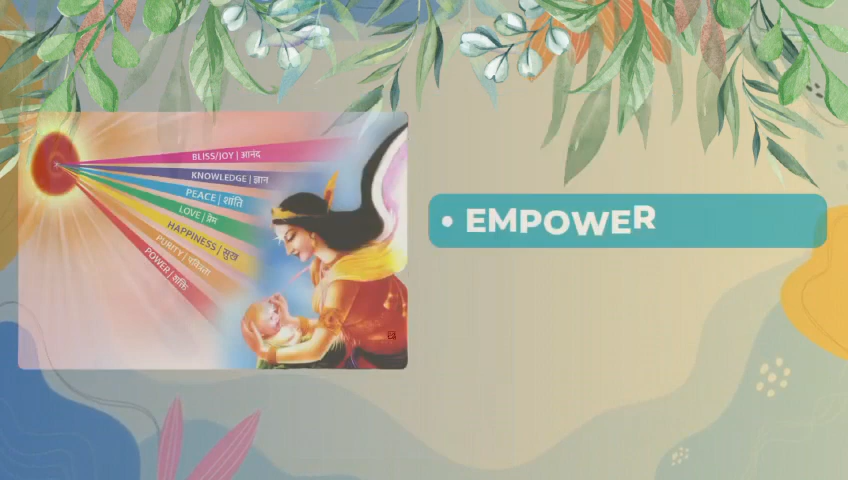 BLISS/JOY | आनंद
KNOWLEDGE | ज्ञान
PEACE | शांति
LOVE | प्रेम
HAPPINESS | सुख
PURITY | पवित्रता
POWER | शक्ति
• EMPOWER